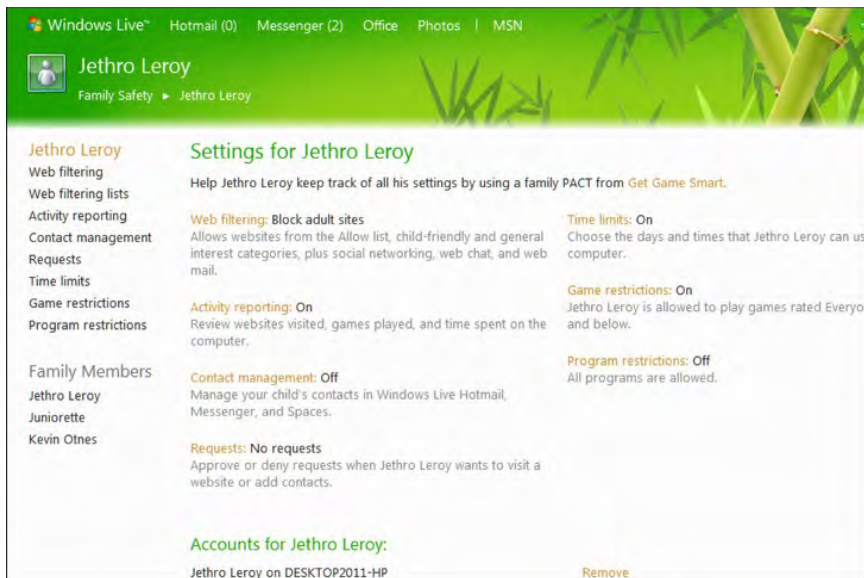 Windows Live™ Hotmail (0) Messenger (2) Office Photos | MSN
Jethro Leroy
Family Safety ▸ Jethro Leroy
Jethro Leroy
Web filtering
Web filtering lists
Activity reporting
Contact management
Requests
Time limits
Game restrictions
Program restrictions
Family Members
Jethro Leroy
Juniorette
Kevin Otnes
Settings for Jethro Leroy
Help Jethro Leroy keep track of all his settings by using a family PACT from Get Game Smart.
Web filtering: Block adult sites
Allows websites from the Allow list, child-friendly and general
interest categories, plus social networking, web chat, and web
mail.
Activity reporting: On
Review websites visited, games played, and time spent on the
computer.
Contact management: Off
Manage your child's contacts in Windows Live Hotmail,
Messenger, and Spaces.
Requests: No requests
Approve or deny requests when Jethro Leroy wants to visit a
website or add contacts.
Time limits: On
Choose the days and times that Jethro Leroy can us
computer.
Game restrictions: On
Jethro Leroy is allowed to play games rated Everyo
and below.
Program restrictions: Off
All programs are allowed.
Accounts for Jethro Leroy:
Jethro Leroy on DESKTOP2011-HP Remove